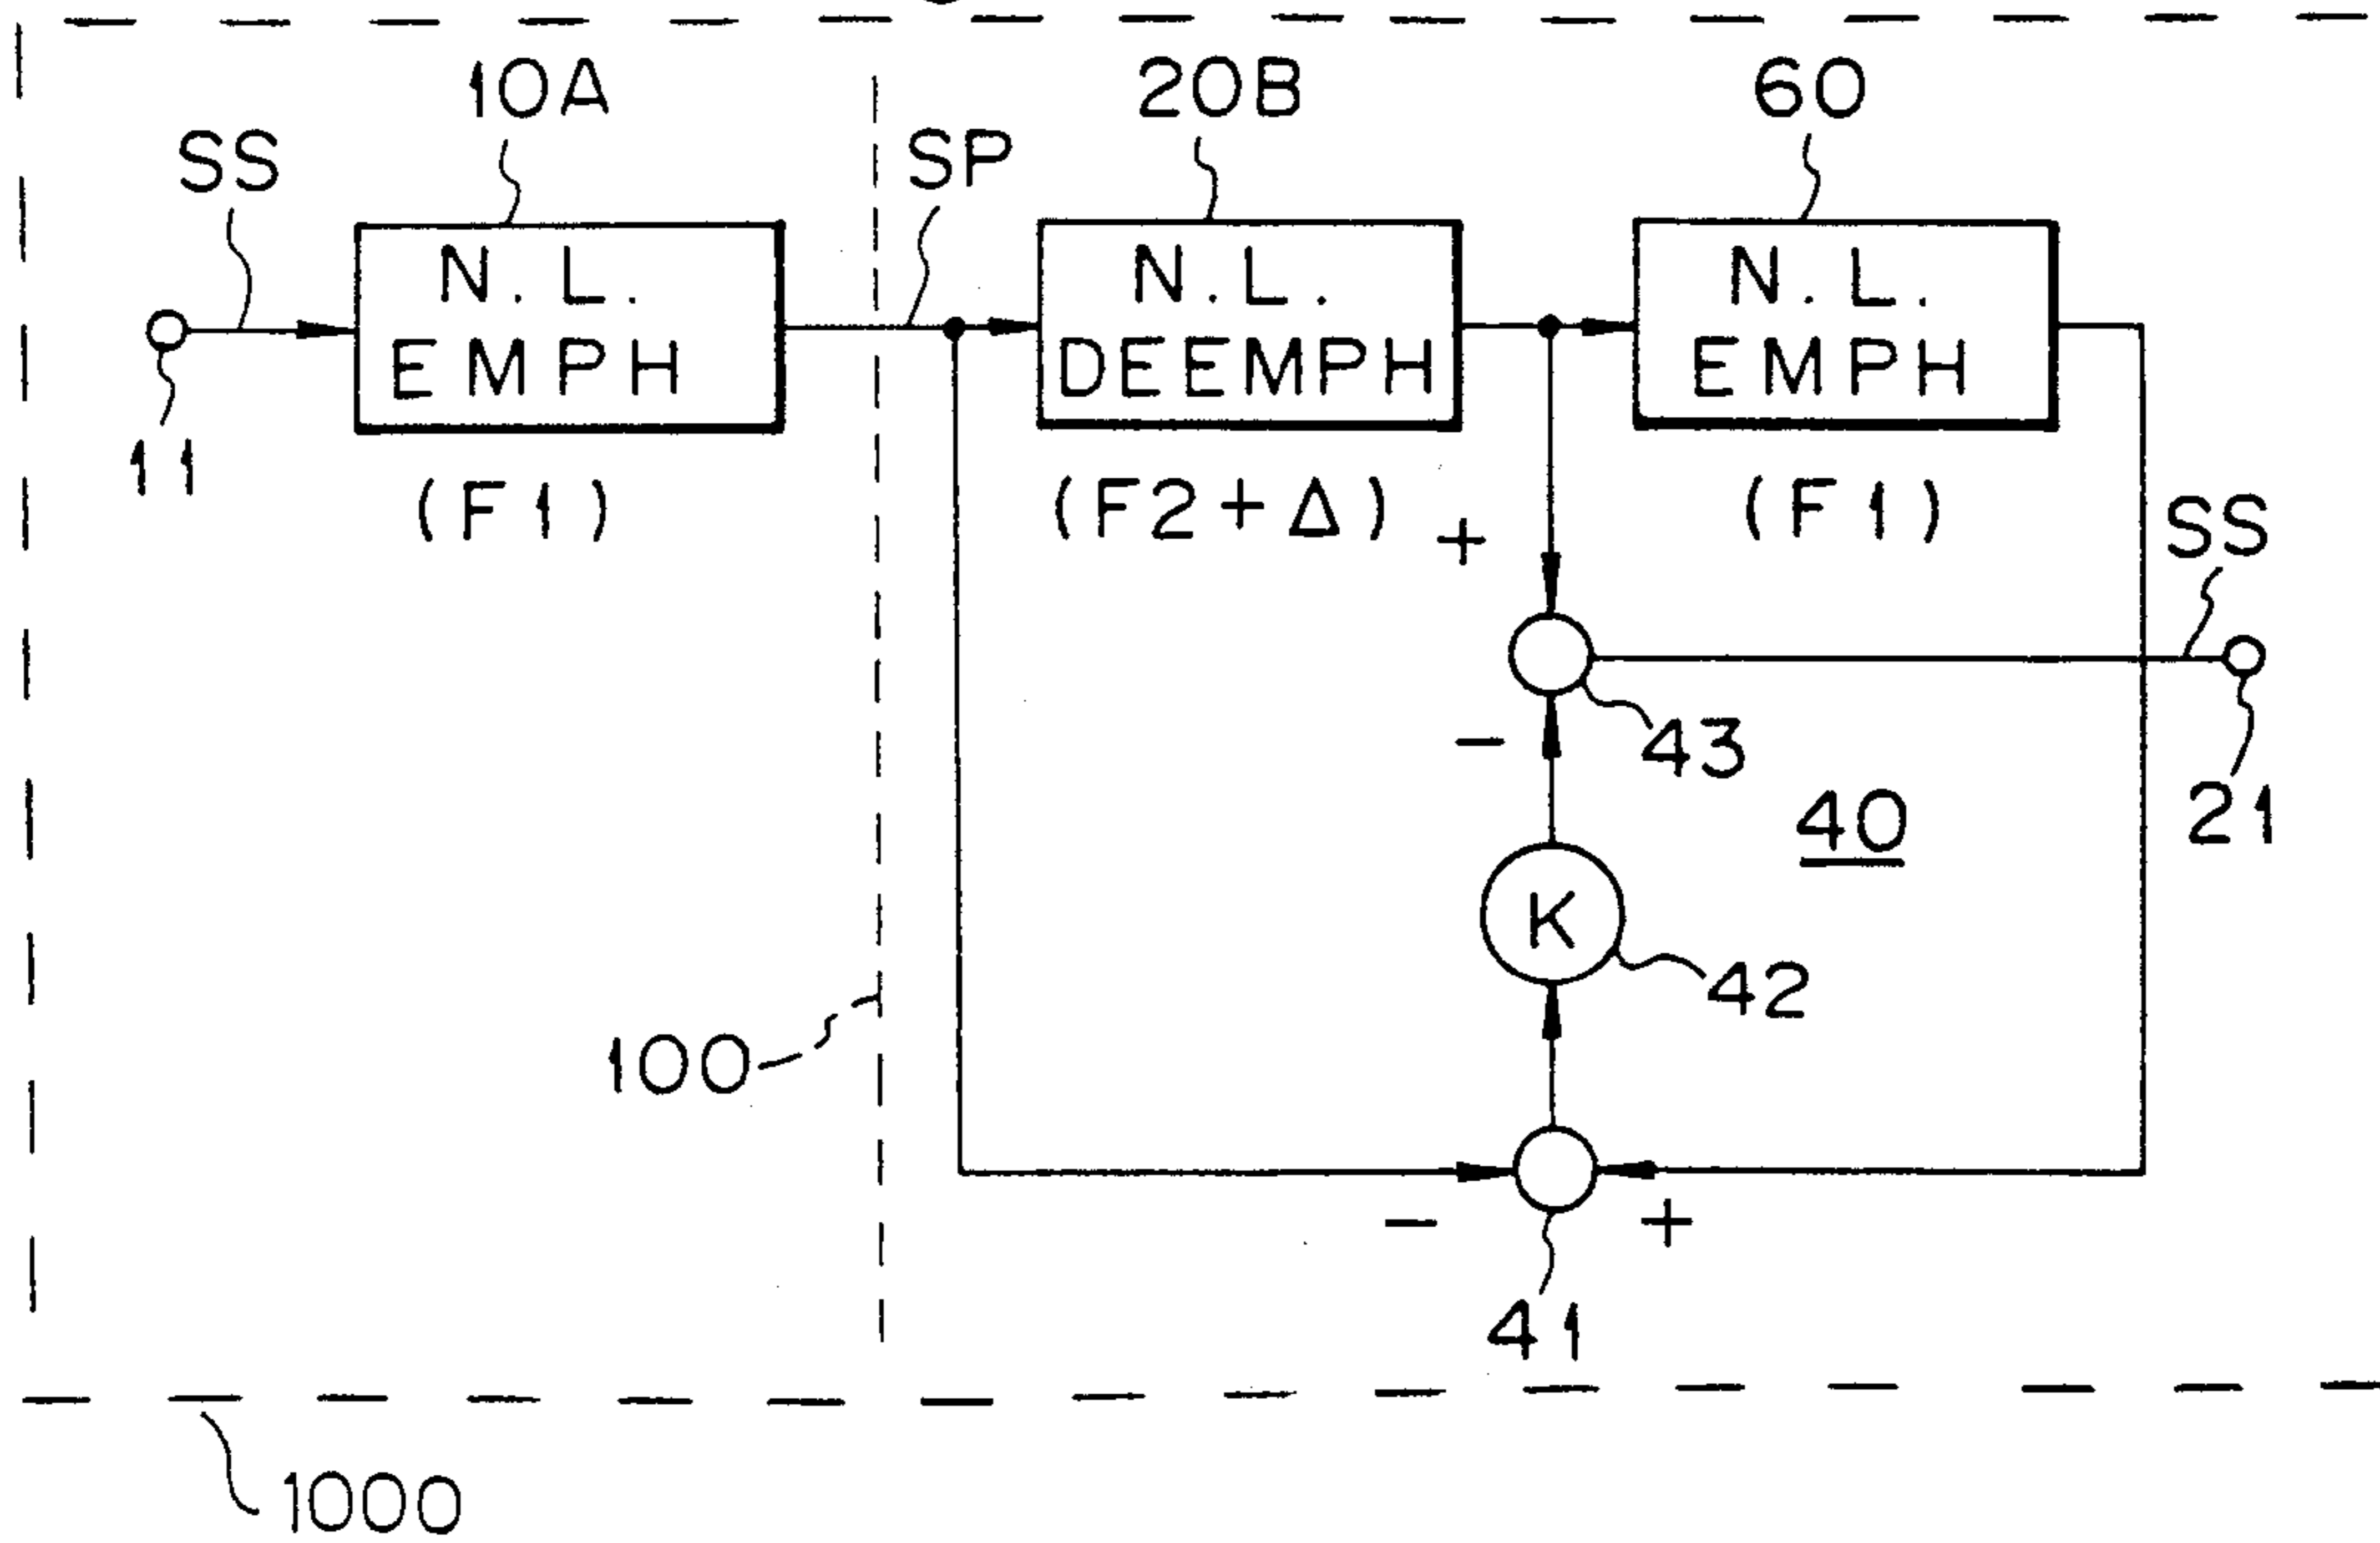 10A
20B
60
SS
SP
N. L.
EMPH
N. L.
DEEMPH
N. L.
EMPH
11
(F1)
(F2+Δ)
(F1)
+
SS
-
43
40
21
K
42
100
-
+
41
1000